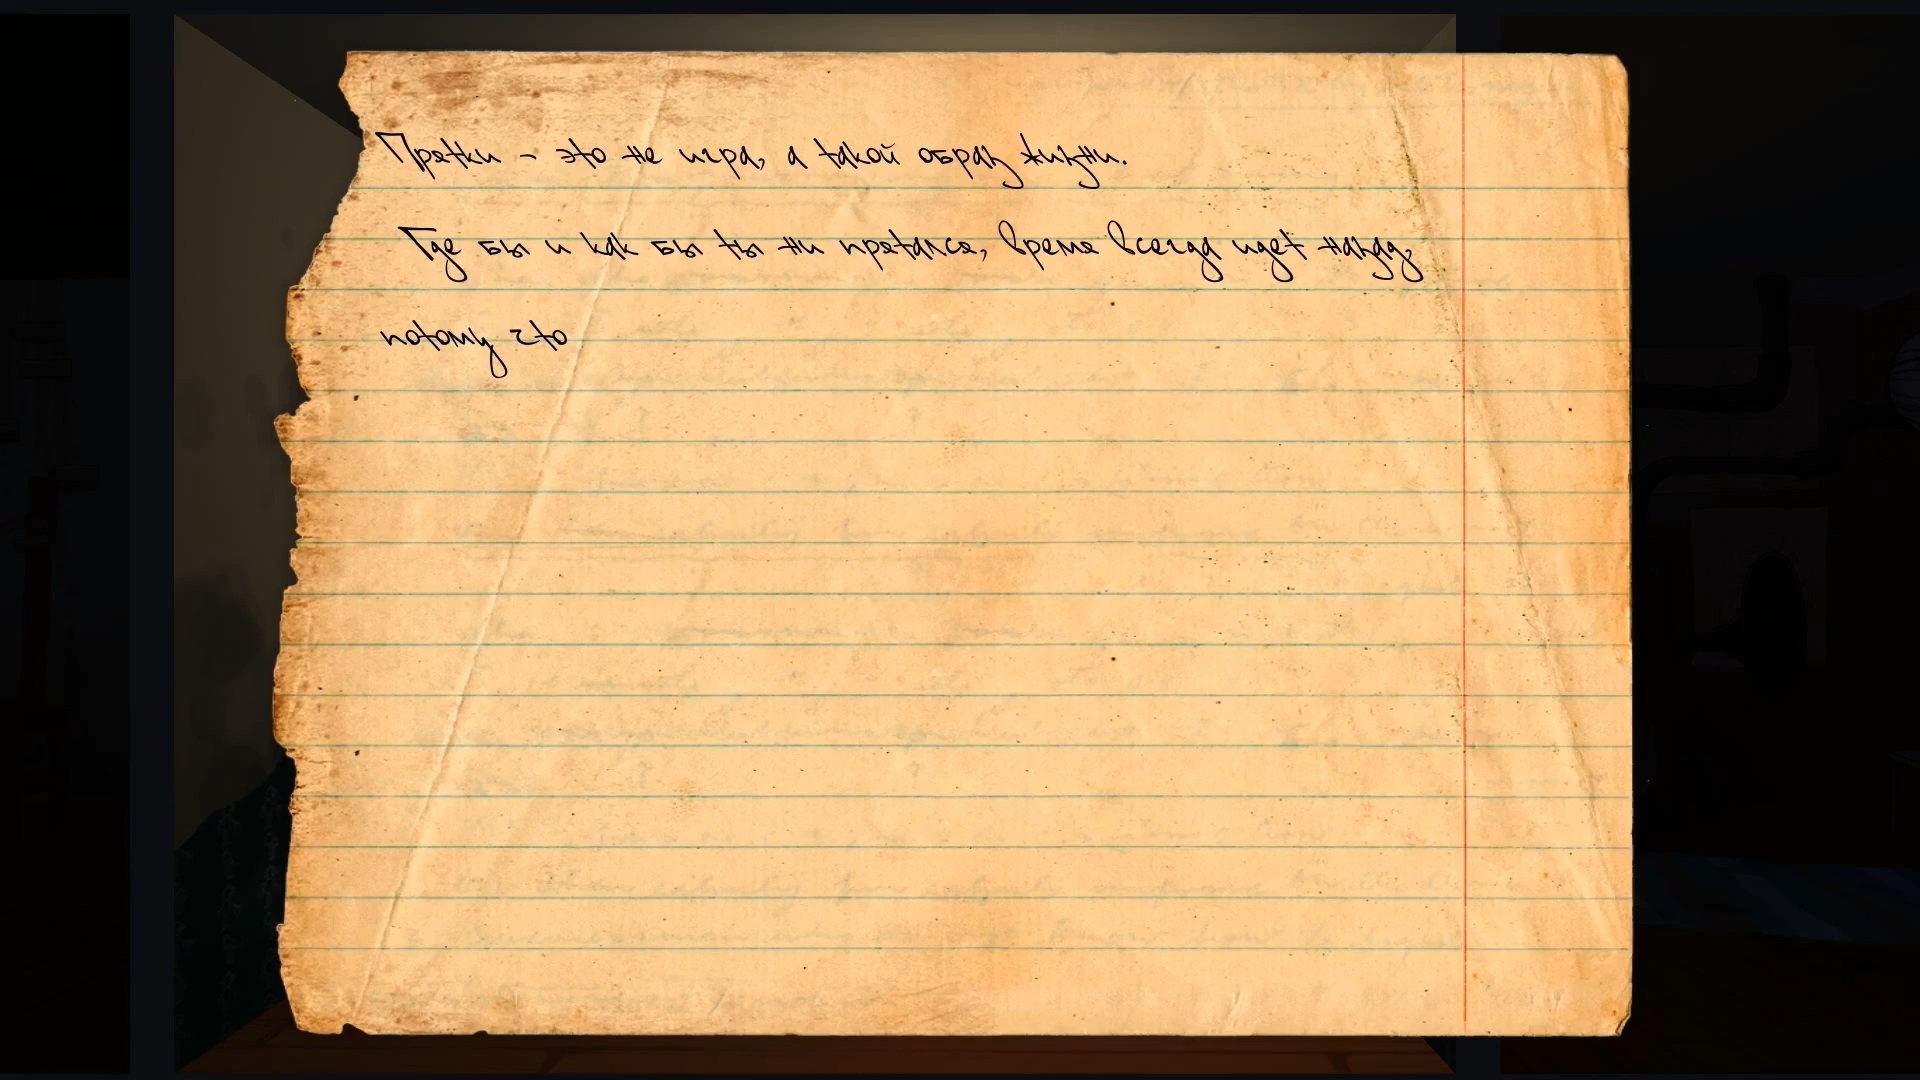 Прятки - это не игра, а такой образ жизни.
Где бы и как бы ты ни прятался, время всегда идет назад,
потому что